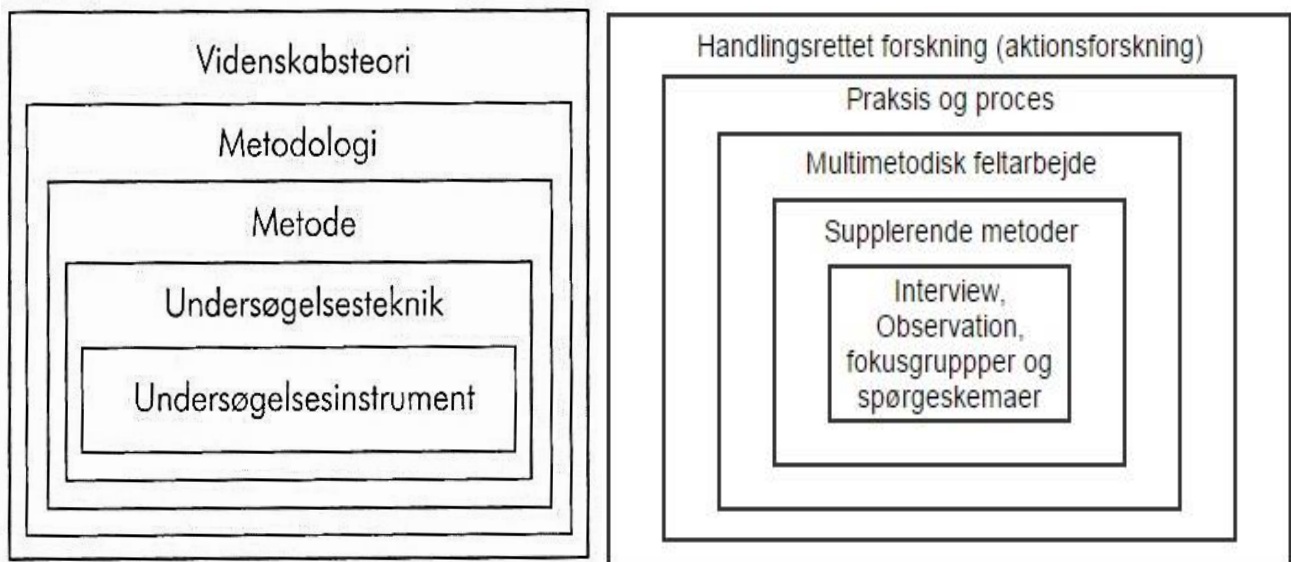 Videnskabsteori
Metodologi
Metode
Undersøgelsesteknik
Undersøgelsesinstrument
Handlingsrettet forskning (aktionsforskning)
Praksis og proces
Multimetodisk feltarbejde
Supplerende metoder
Interview,
Observation,
fokusgruppper og
spørgeskemaer